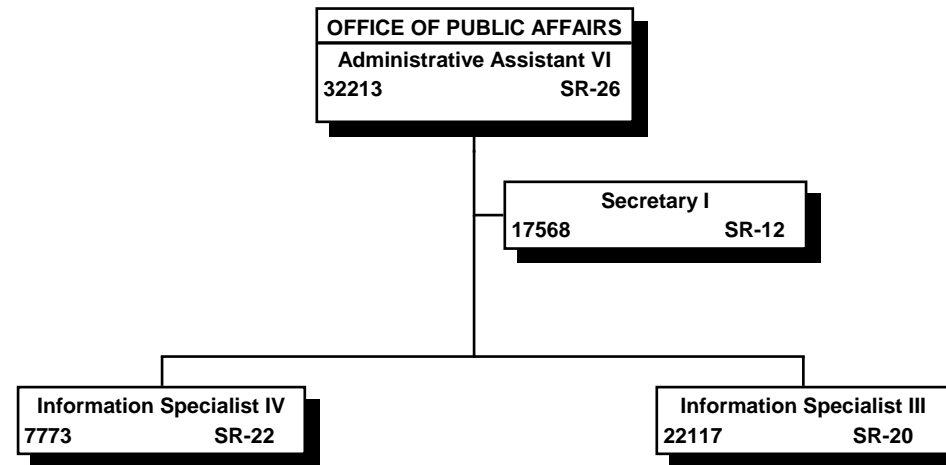 OFFICE OF PUBLIC AFFAIRS
Administrative Assistant VI
32213 SR-26
Secretary I
17568 SR-12
Information Specialist IV
7773 SR-22
Information Specialist III
22117 SR-20